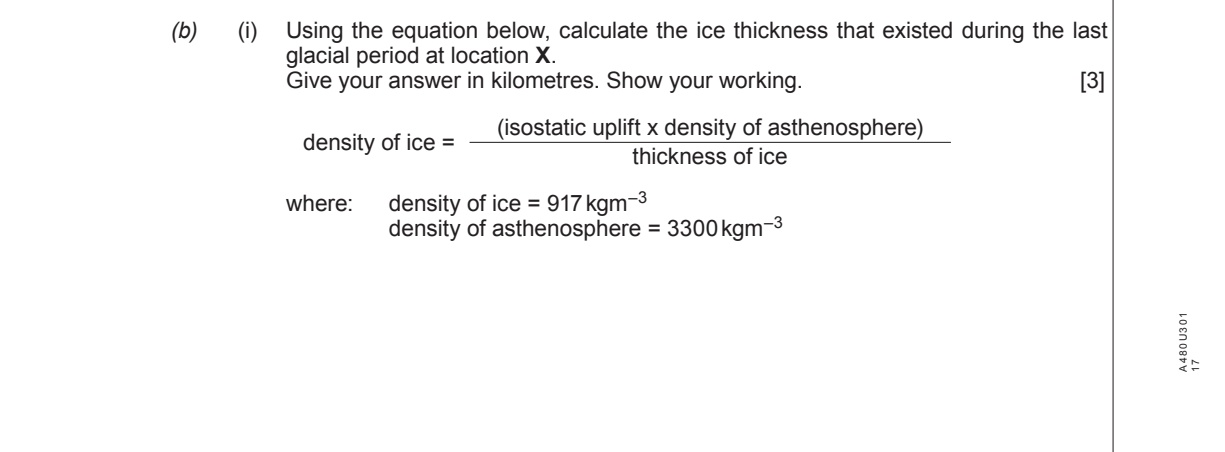 (b) (i) Using the equation below, calculate the ice thickness that existed during the last
glacial period at location X.
Give your answer in kilometres. Show your working. [3]
density of ice = (isostatic uplift x density of asthenosphere)
thickness of ice
where: density of ice = 917 kgm⁻³
density of asthenosphere = 3300 kgm⁻³
A480U301
17